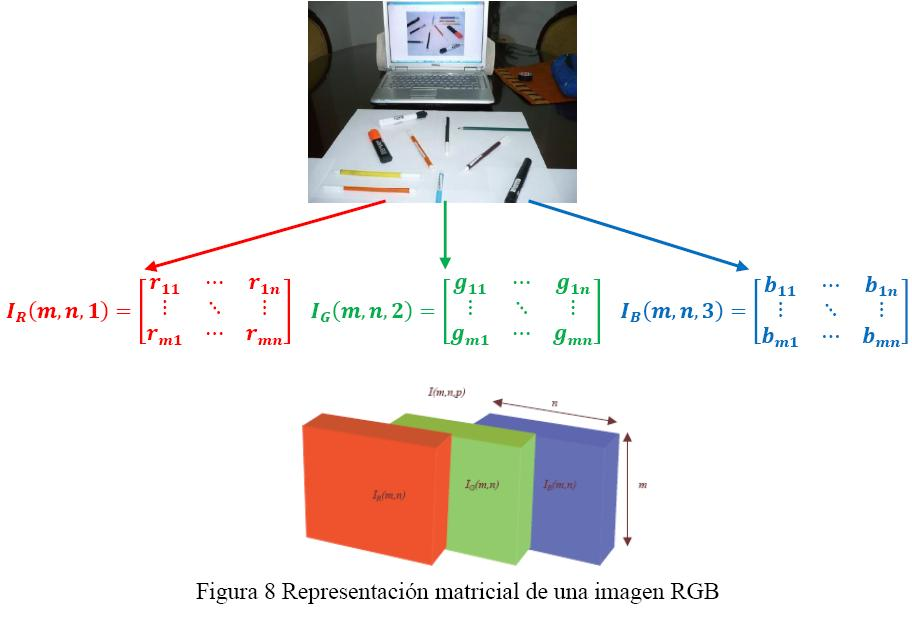 I_R(m, n, 1) = [r_11 ⋯ r_1n ⋮ ⋱ ⋮ r_m1 ⋯ r_mn] I_G(m, n, 2) = [g_11 ⋯ g_1n ⋮ ⋱ ⋮ g_m1 ⋯ g_mn] I_B(m, n, 3) = [b_11 ⋯ b_1n ⋮ ⋱ ⋮ b_m1 ⋯ b_mn]
I(m,n,p)
n
I_R(m,n) I_G(m,n) I_B(m,n) m
Figura 8 Representación matricial de una imagen RGB